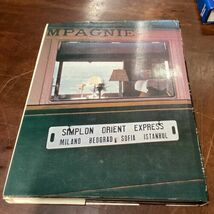 MPAGNIE
SIMPLON ORIENT EXPRESS
MILANO BEOGRAD SOFIA ISTANBUL